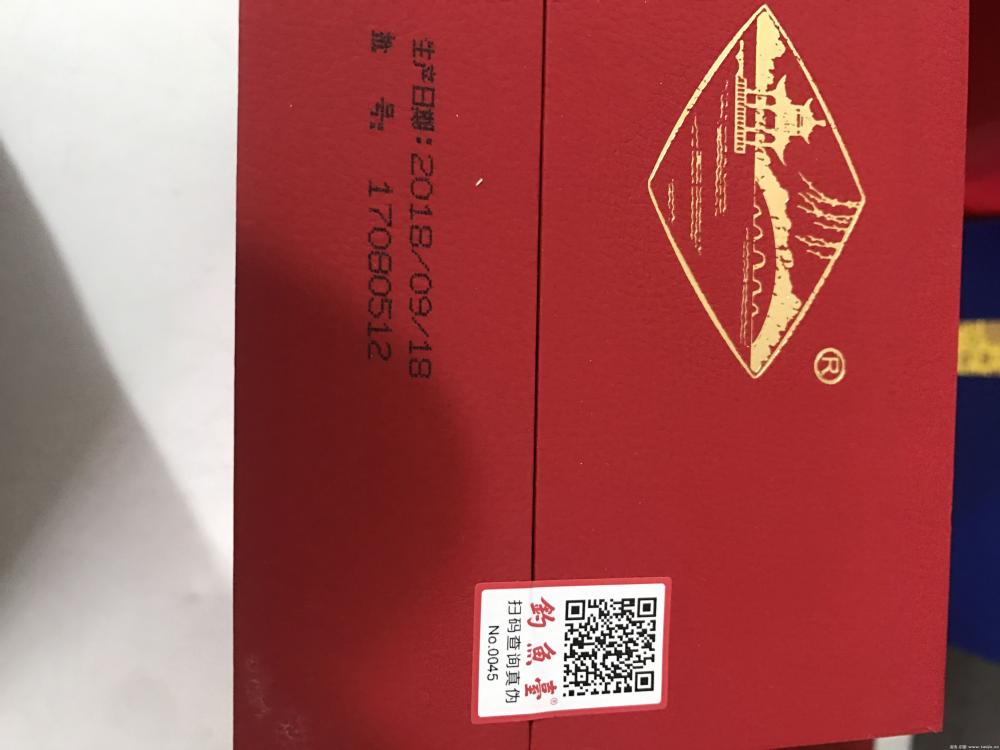 ®
生产日期:2018/09/18
批 号: 17080512
釣魚臺®
扫码查询真伪
No.0045